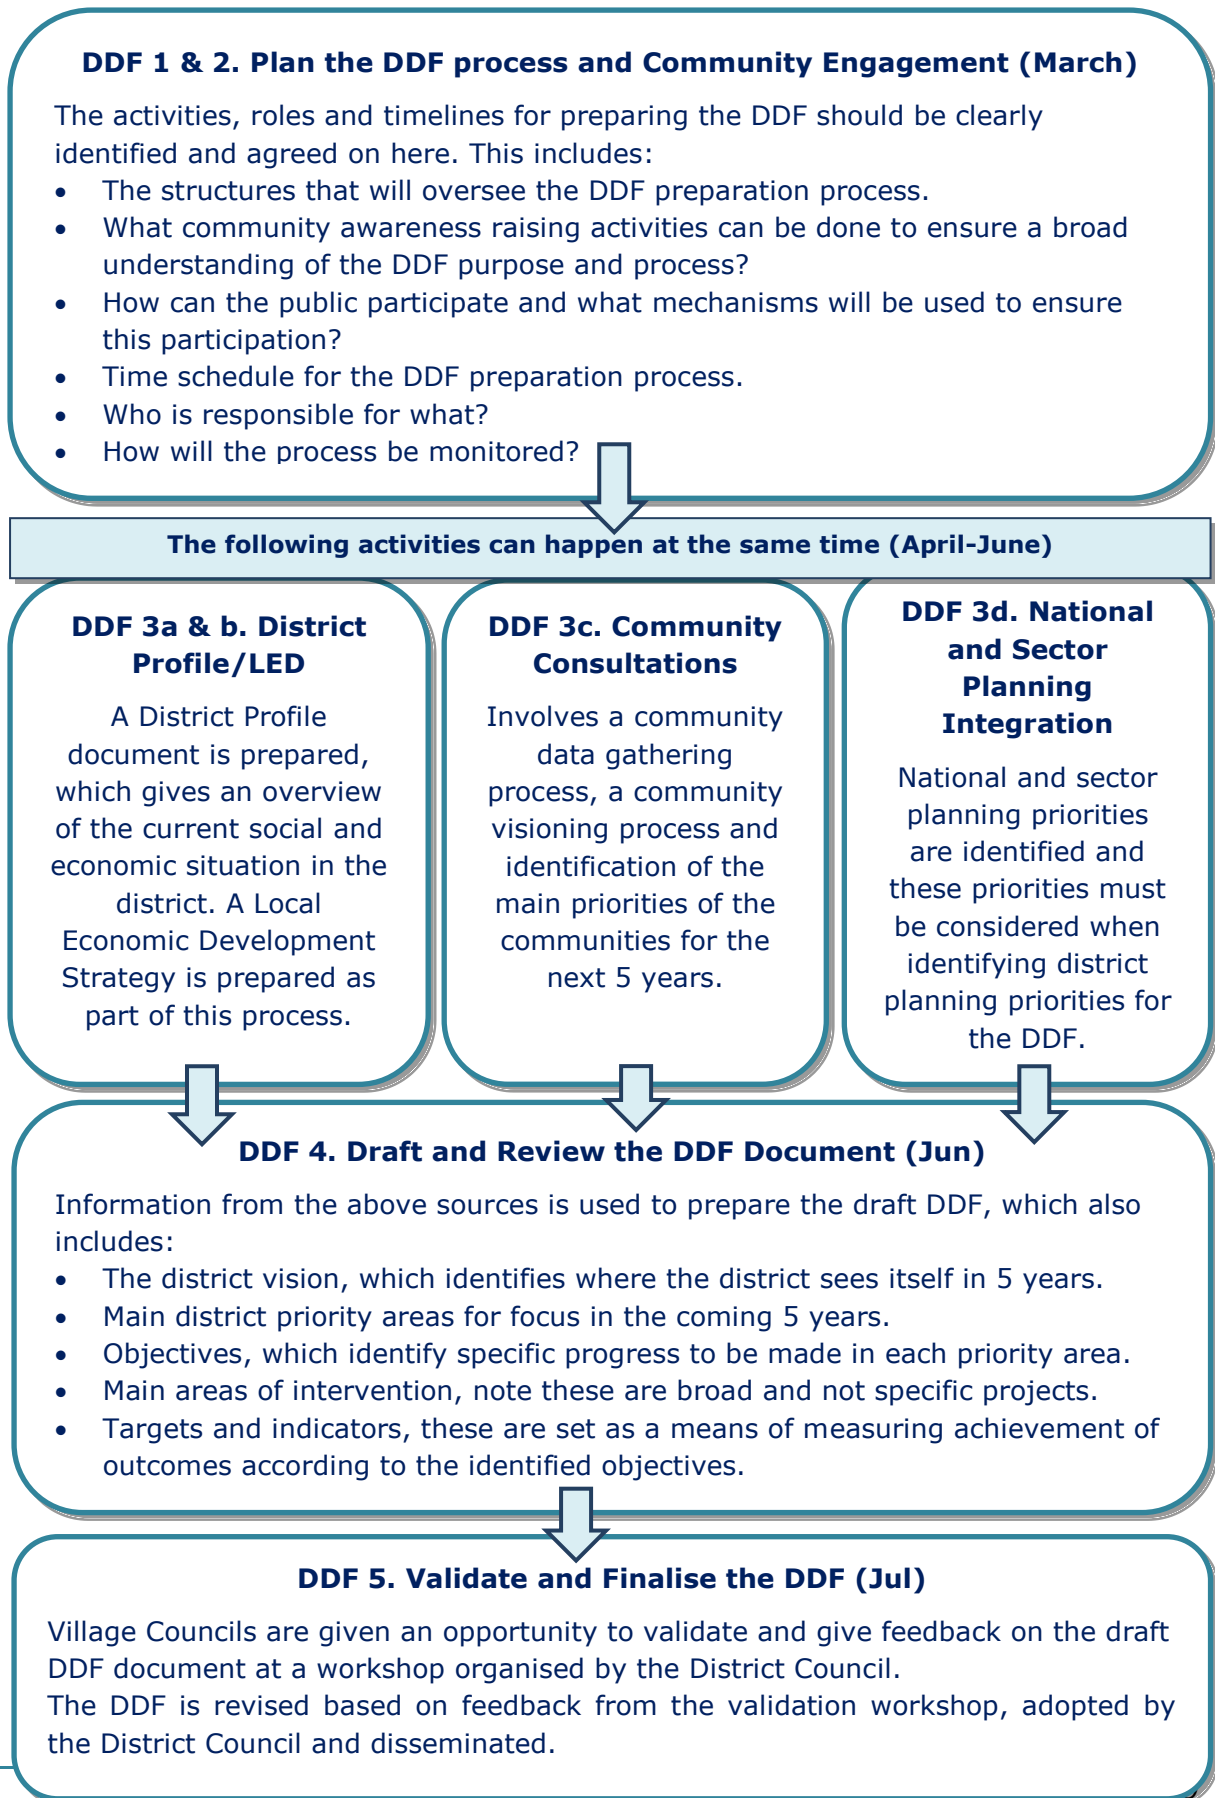 DDF 1 & 2. Plan the DDF process and Community Engagement (March)
The activities, roles and timelines for preparing the DDF should be clearly
identified and agreed on here. This includes:
• The structures that will oversee the DDF preparation process.
• What community awareness raising activities can be done to ensure a broad
understanding of the DDF purpose and process?
• How can the public participate and what mechanisms will be used to ensure
this participation?
• Time schedule for the DDF preparation process.
• Who is responsible for what?
• How will the process be monitored?
The following activities can happen at the same time (April-June)
DDF 3a & b. District
Profile/LED
A District Profile
document is prepared,
which gives an overview
of the current social and
economic situation in the
district. A Local
Economic Development
Strategy is prepared as
part of this process.
DDF 3c. Community
Consultations
Involves a community
data gathering
process, a community
visioning process and
identification of the
main priorities of the
communities for the
next 5 years.
DDF 3d. National
and Sector
Planning
Integration
National and sector
planning priorities
are identified and
these priorities must
be considered when
identifying district
planning priorities for
the DDF.
DDF 4. Draft and Review the DDF Document (Jun)
Information from the above sources is used to prepare the draft DDF, which also
includes:
• The district vision, which identifies where the district sees itself in 5 years.
• Main district priority areas for focus in the coming 5 years.
• Objectives, which identify specific progress to be made in each priority area.
• Main areas of intervention, note these are broad and not specific projects.
• Targets and indicators, these are set as a means of measuring achievement of
outcomes according to the identified objectives.
DDF 5. Validate and Finalise the DDF (Jul)
Village Councils are given an opportunity to validate and give feedback on the draft
DDF document at a workshop organised by the District Council.
The DDF is revised based on feedback from the validation workshop, adopted by
the District Council and disseminated.